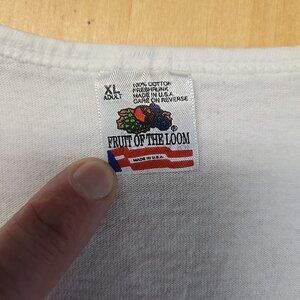 XL
ADULT
100% COTTON
PRESHRUNK
MADE IN U.S.A.
CARE ON REVERSE
®
FRUIT OF THE LOOM
MADE IN U.S.A.